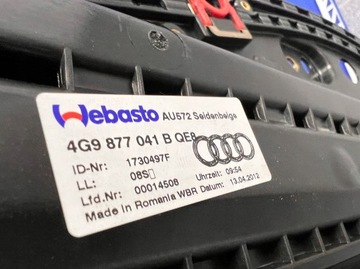 Webasto AU572 Seidenbeige
4G9 877 041 B QE8
ID-Nr: 1730497F
LL: 08S
Lfd.Nr: 00014508
Uhrzeit: 09:54
Datum: 13.04.2012
Made in Romania WBR